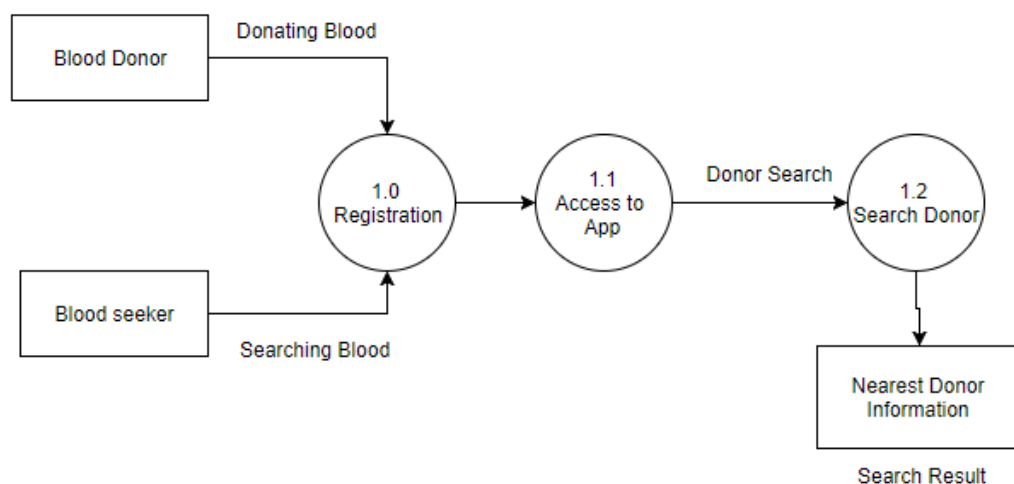 Donating Blood
Blood Donor
1.0
Registration
1.1
Access to
App
Donor Search
1.2
Search Donor
Blood seeker
Searching Blood
Nearest Donor
Information
Search Result